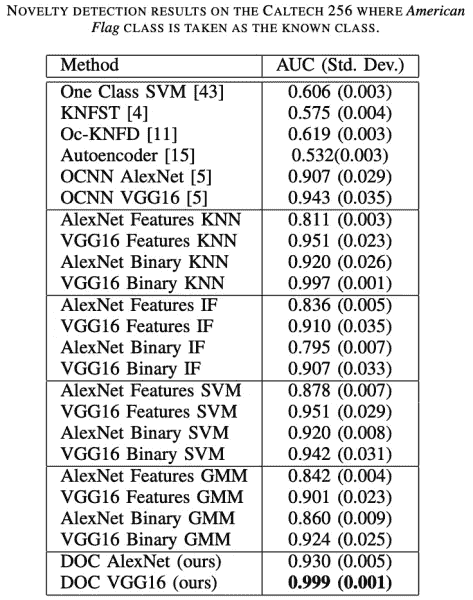 NOVELTY DETECTION RESULTS ON THE CALTECH 256 WHERE American
Flag CLASS IS TAKEN AS THE KNOWN CLASS.
Method AUC (Std. Dev.)
One Class SVM [43] 0.606 (0.003)
KNFST [4] 0.575 (0.004)
Oc-KNFD [11] 0.619 (0.003)
Autoencoder [15] 0.532(0.003)
OCNN AlexNet [5] 0.907 (0.029)
OCNN VGG16 [5] 0.943 (0.035)
AlexNet Features KNN 0.811 (0.003)
VGG16 Features KNN 0.951 (0.023)
AlexNet Binary KNN 0.920 (0.026)
VGG16 Binary KNN 0.997 (0.001)
AlexNet Features IF 0.836 (0.005)
VGG16 Features IF 0.910 (0.035)
AlexNet Binary IF 0.795 (0.007)
VGG16 Binary IF 0.907 (0.033)
AlexNet Features SVM 0.878 (0.007)
VGG16 Features SVM 0.951 (0.029)
AlexNet Binary SVM 0.920 (0.008)
VGG16 Binary SVM 0.942 (0.031)
AlexNet Features GMM 0.842 (0.004)
VGG16 Features GMM 0.901 (0.023)
AlexNet Binary GMM 0.860 (0.009)
VGG16 Binary GMM 0.924 (0.025)
DOC AlexNet (ours) 0.930 (0.005)
DOC VGG16 (ours) 0.999 (0.001)